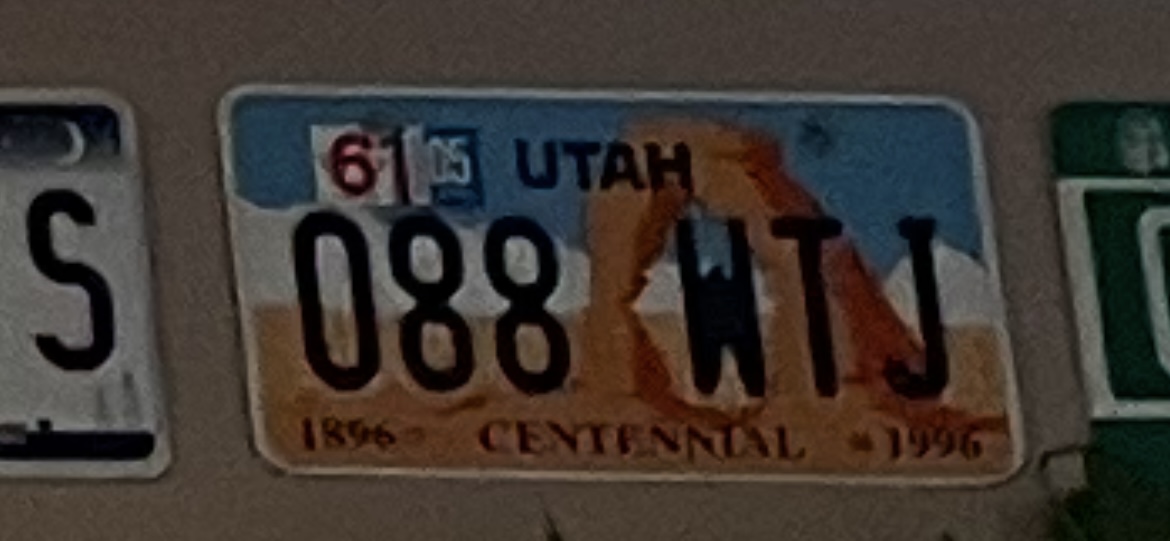 S
61 05 UTAH
088 WTJ
1896 CENTENNIAL 1996